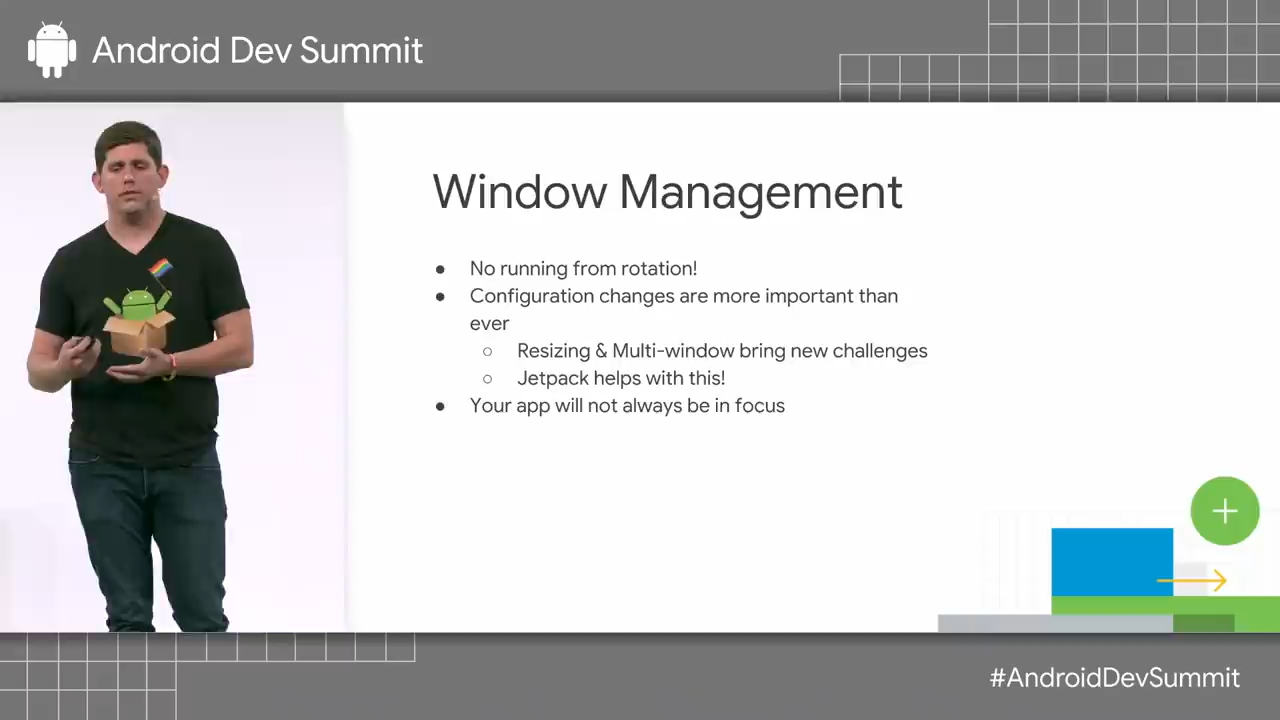 Android Dev Summit
Window Management
● No running from rotation!
● Configuration changes are more important than
ever
○ Resizing & Multi-window bring new challenges
○ Jetpack helps with this!
● Your app will not always be in focus
#AndroidDevSummit